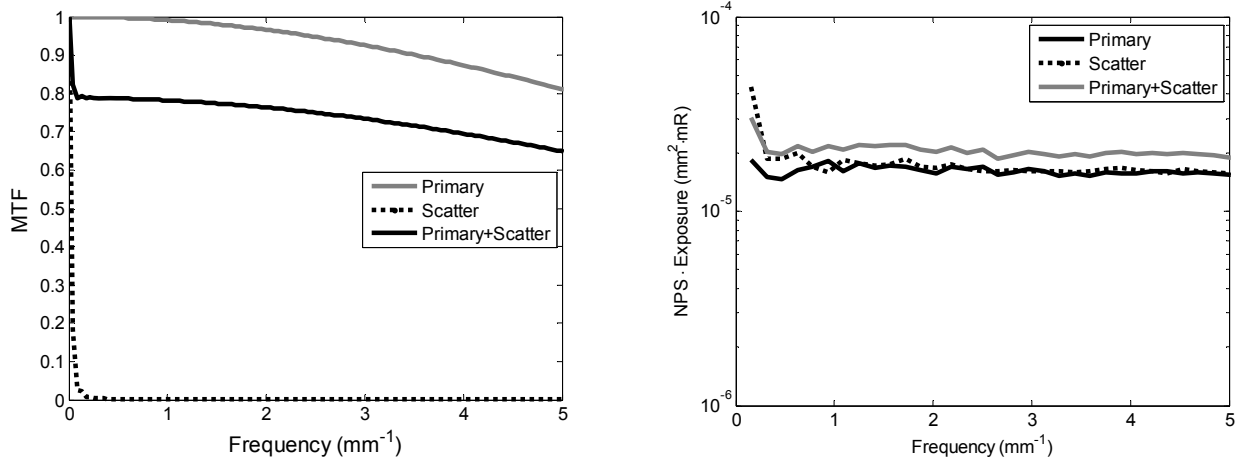 1
0.9
0.8
0.7
0.6
0.5
0.4
0.3
0.2
0.1
0
MTF
0 1 2 3 4 5
Frequency (mm⁻¹)
Primary
Scatter
Primary+Scatter
10⁻⁴
10⁻⁵
10⁻⁶
NPS · Exposure (mm²·mR)
0 1 2 3 4 5
Frequency (mm⁻¹)
Primary
Scatter
Primary+Scatter